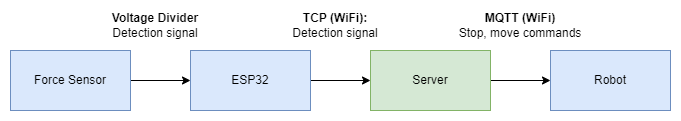 Voltage Divider
Detection signal
TCP (WiFi):
Detection signal
MQTT (WiFi)
Stop, move commands
Force Sensor
ESP32
Server
Robot